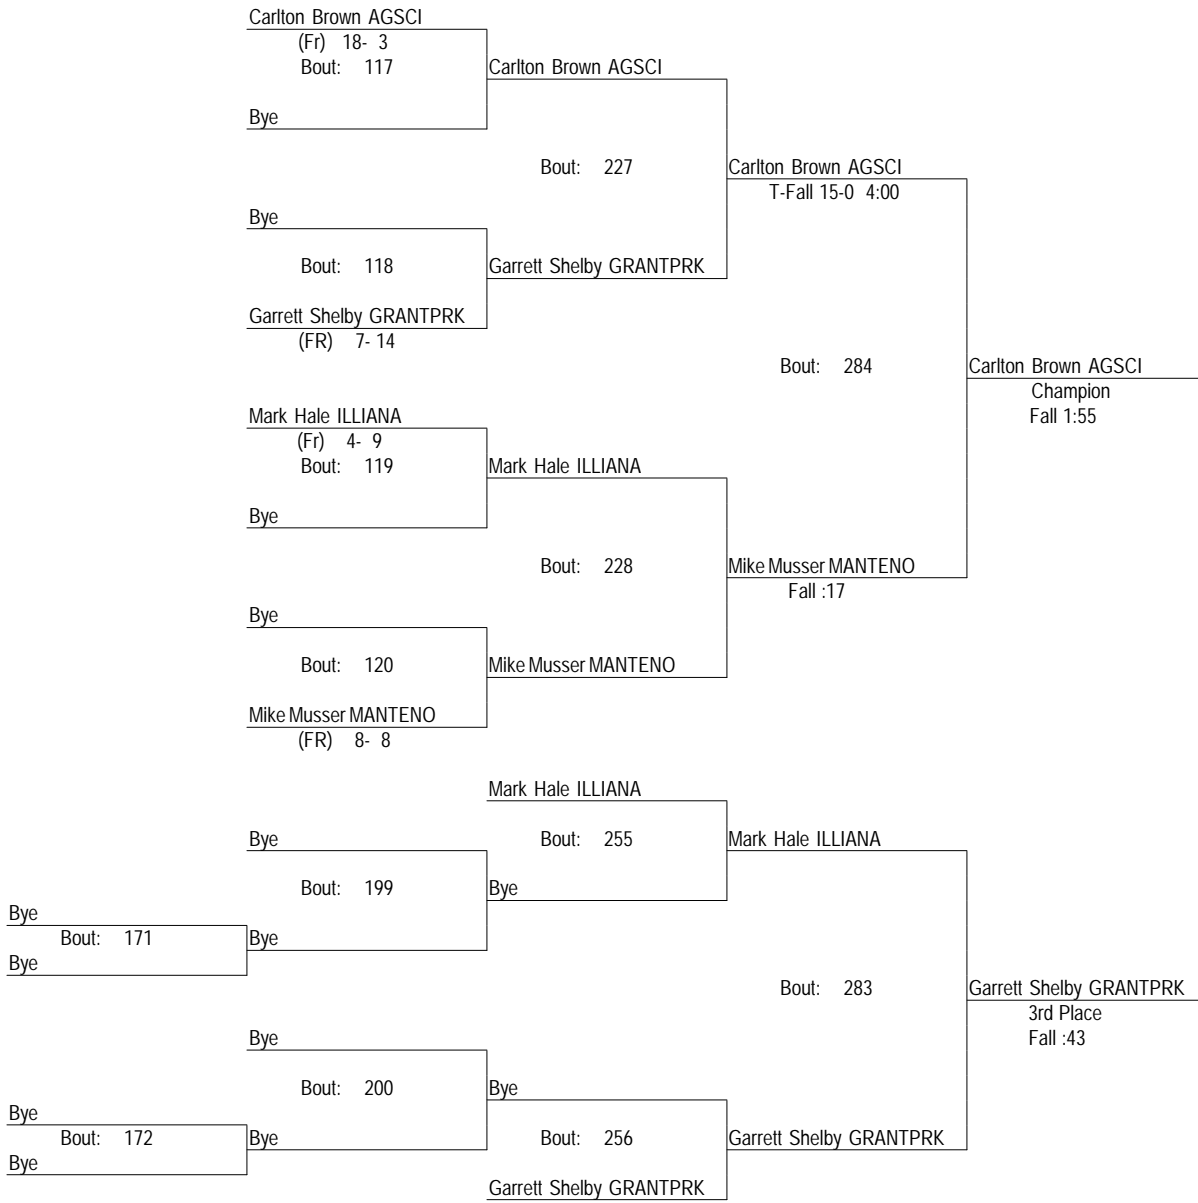 Carlton Brown AGSCI
(Fr) 18- 3
Bout: 117
Carlton Brown AGSCI
Bye
Bout: 227
Carlton Brown AGSCI
T-Fall 15-0 4:00
Bye
Bout: 118
Garrett Shelby GRANTPRK
Garrett Shelby GRANTPRK
(FR) 7- 14
Bout: 284
Carlton Brown AGSCI
Champion
Fall 1:55
Mark Hale ILLIANA
(Fr) 4- 9
Bout: 119
Mark Hale ILLIANA
Bye
Bout: 228
Mike Musser MANTENO
Fall :17
Bye
Bout: 120
Mike Musser MANTENO
Mike Musser MANTENO
(FR) 8- 8
Mark Hale ILLIANA
Bye
Bout: 255
Mark Hale ILLIANA
Bout: 199
Bye
Bye
Bout: 171
Bye
Bye
Bout: 283
Garrett Shelby GRANTPRK
3rd Place
Fall :43
Bye
Bout: 200
Bye
Bye
Bout: 172
Bye
Bout: 256
Garrett Shelby GRANTPRK
Bye
Garrett Shelby GRANTPRK